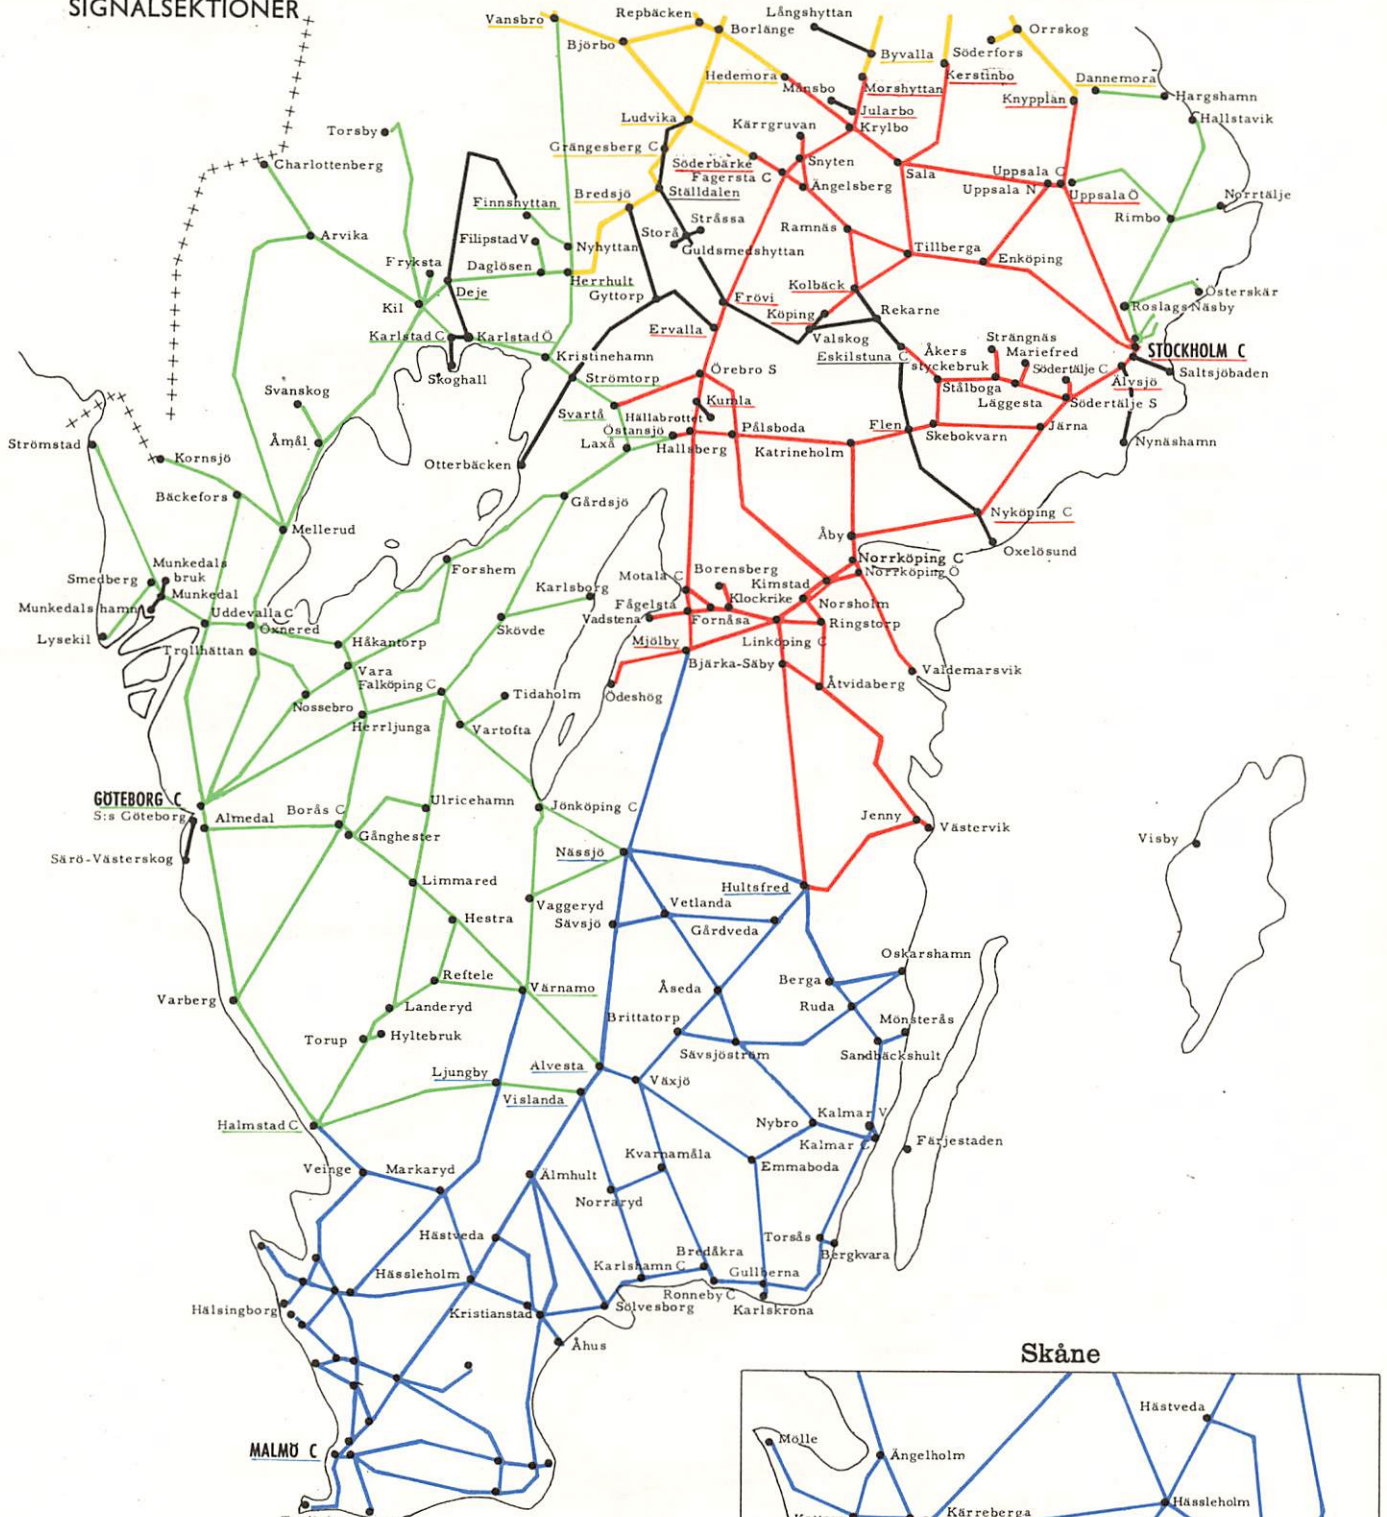 SIGNALSEKTIONER
Vansbro
Repbäcken
Långshyttan
Björbo
Borlänge
Orrskog
Byvalla
Söderfors
Hedemora
Månsbo
Morshyttan
Kerstinbo
Dannemora
Knypplan
Hargshamn
Jularbo
Hallstavik
Torsby
Ludvika
Kärrgruvan
Krylbo
Grängesberg C
Charlottenberg
Söderbärke
Snyten
Fagersta C
Sala
Uppsala C
Uppsala N
Uppsala Ö
Bredsjö
Ställdalen
Ängelsberg
Norrtälje
Finnshyttan
Stråssa
Ramnäs
Rimbo
Arvika
Filipstad V
Nyhyttan
Storå
Guldsmedshyttan
Tillberga
Enköping
Fryksta
Daglösen
Herrhult
Deje
Gyttorp
Kolbäck
Österskär
Kil
Frövi
Köping
Rekarne
Roslags Näsby
Karlstad C
Karlstad Ö
Ervalla
Valskog
Strängnäs
STOCKHOLM C
Skoghall
Kristinehamn
Eskilstuna C
Åkers
styckebruk
Mariefred
Södertälje C
Saltsjöbaden
Strömtorp
Örebro S
Stålboga
Älvsjö
Svanskog
Läggesta
Södertälje S
Svartå
Kumla
Hällabrottet
Åmål
Östansjö
Pålsboda
Flen
Skebokvarn
Järna
Strömstad
Laxå
Hallsberg
Katrineholm
Nynäshamn
Kornsjö
Otterbäcken
Bäckefors
Gårdsjö
Nyköping C
Mellerud
Åby
Oxelösund
Norrköping C
Norrköping Ö
Munkedals
bruk
Forshem
Smedberg
Motala C
Borensberg
Kimstad
Munkedal
Karlsborg
Munkedals hamn
Fågelsta
Klockrike
Norsholm
Uddevalla C
Vadstena
Fornåsa
Ringstorp
Lysekil
Öxnered
Skövde
Trollhättan
Håkantorp
Mjölby
Linköping C
Bjärka-Säby
Valdemarsvik
Vara
Falköping C
Tidaholm
Ödeshög
Åtvidaberg
Nossebro
Herrljunga
Vartofta
GÖTEBORG C
S:s Göteborg
Almedal
Borås C
Ulricehamn
Jönköping C
Jenny
Västervik
Gånghester
Visby
Särö-Västerskog
Nässjö
Limmared
Hultsfred
Vaggeryd
Vetlanda
Hestra
Sävsjö
Gårdveda
Oskarshamn
Reftele
Berga
Varberg
Värnamo
Åseda
Landeryd
Ruda
Brittatorp
Mönsterås
Torup
Hyltebruk
Sävsjöström
Sandbäckshult
Alvesta
Ljungby
Växjö
Vislanda
Halmstad C
Nybro
Kalmar V
Kalmar C
Färjestaden
Kvarnamåla
Emmaboda
Veinge
Markaryd
Älmhult
Norraryd
Hästveda
Torsås
Bergkvara
Bredåkra
Karlshamn C
Gullberna
Hässleholm
Ronneby C
Hälsingborg
Kristianstad
Sölvesborg
Karlskrona
Åhus
MALMÖ C
Skåne
Hästveda
Mölle
Ängelholm
Hässleholm
Kärreberga